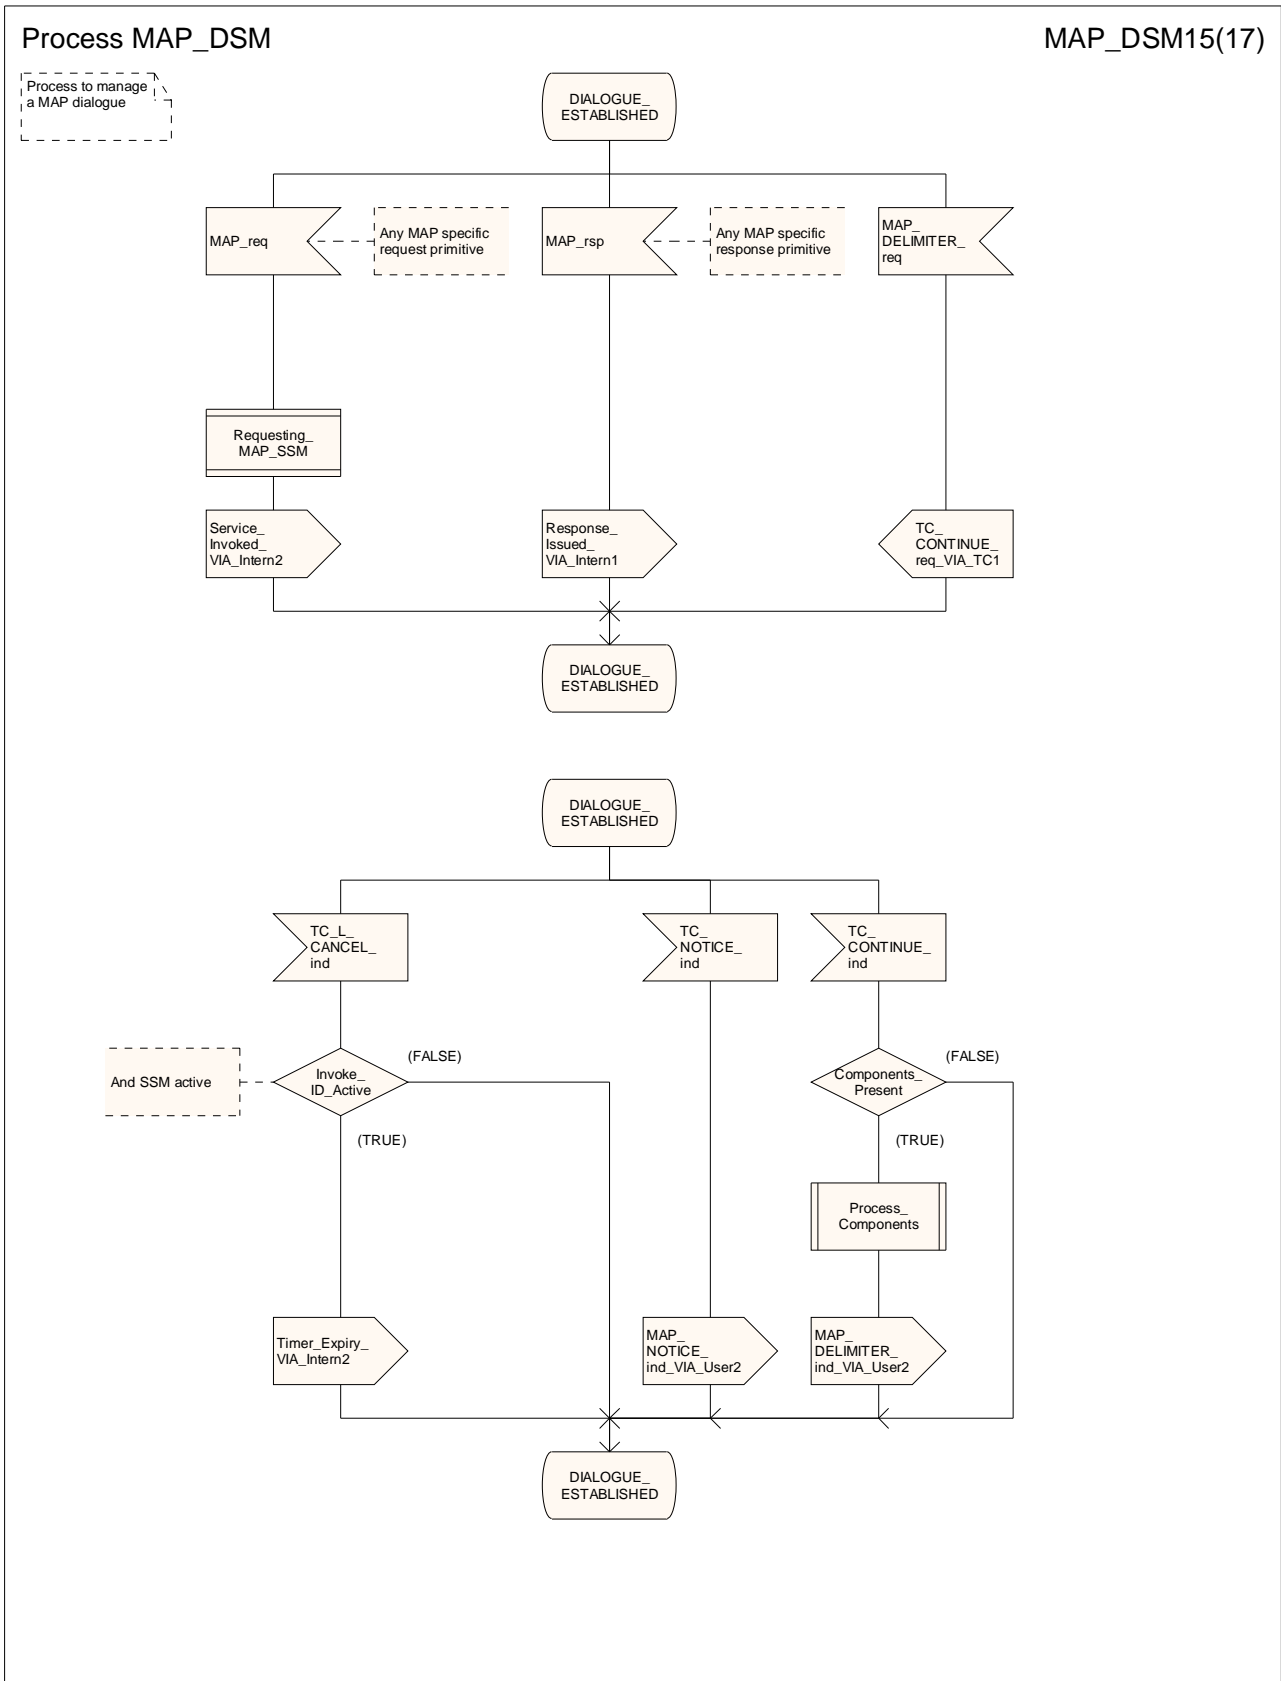 Process MAP_DSM
MAP_DSM15(17)
Process to manage
a MAP dialogue
DIALOGUE_
ESTABLISHED
MAP_req
Any MAP specific
request primitive
MAP_rsp
Any MAP specific
response primitive
MAP_
DELIMITER_
req
Requesting_
MAP_SSM
Service_
Invoked_
VIA_Intern2
Response_
Issued_
VIA_Intern1
TC_
CONTINUE_
req_VIA_TC1
DIALOGUE_
ESTABLISHED
DIALOGUE_
ESTABLISHED
TC_L_
CANCEL_
ind
TC_
NOTICE_
ind
TC_
CONTINUE_
ind
And SSM active
Invoke_
ID_Active
(FALSE)
(TRUE)
Components_
Present
(FALSE)
(TRUE)
Process_
Components
Timer_Expiry_
VIA_Intern2
MAP_
NOTICE_
ind_VIA_User2
MAP_
DELIMITER_
ind_VIA_User2
DIALOGUE_
ESTABLISHED